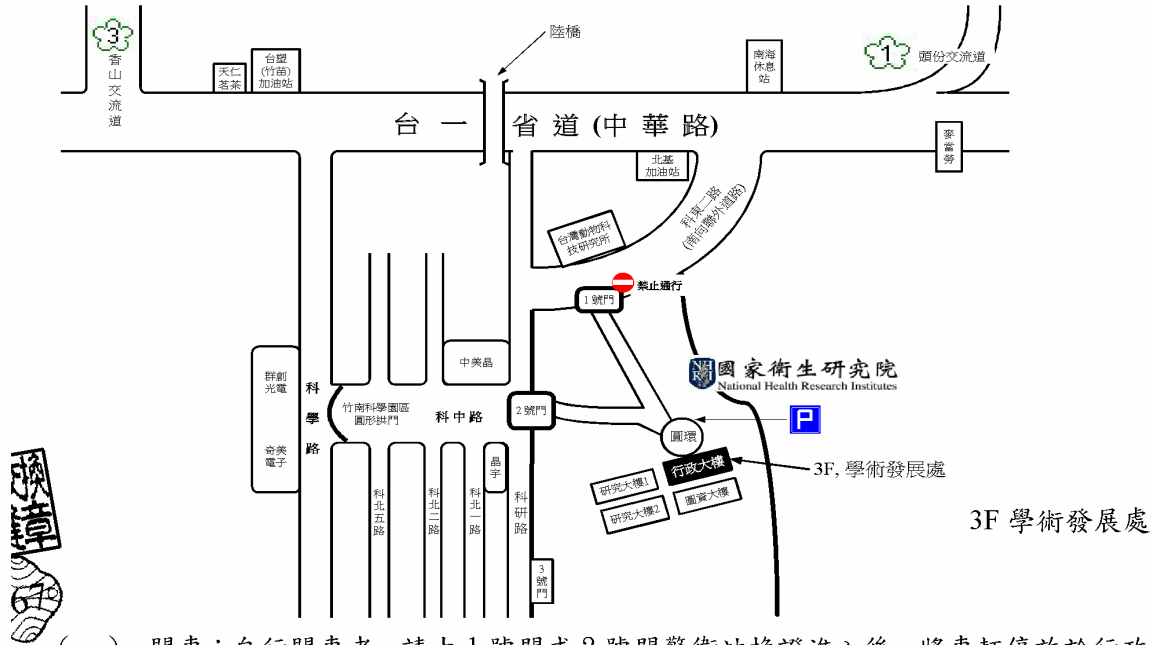 陸橋
3
香山交流道
天仁
茗茶
台塑
(竹苗)
加油站
南海
休息
站
1
頭份交流道
台一省道(中華路)
麥當勞
北基
加油站
科東二路
(南向聯外道路)
台灣動物科
技研究所
禁止通行
1號門
中美晶
群創
光電
奇美
電子
科學路
竹南科學園區
圓形拱門
科中路
2號門
國家衛生研究院
National Health Research Institutes
P
圓環
行政大樓
3F, 學術發展處
研究大樓1
圖資大樓
研究大樓2
晶宇
科北五路
科北二路
科北一路
科研路
3號門
3F 學術發展處